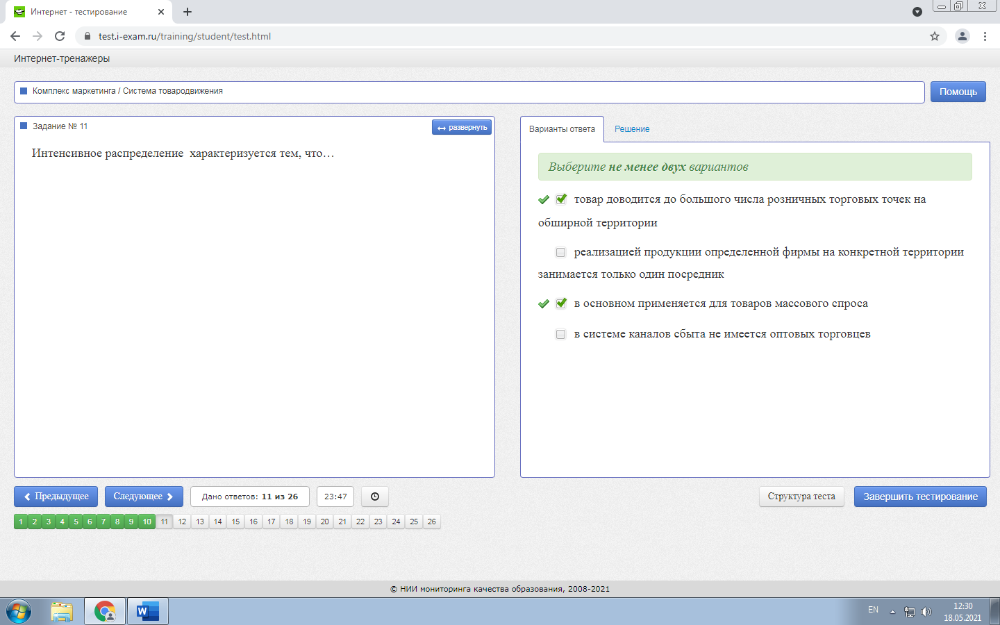 Интернет - тестирование
test.i-exam.ru/training/student/test.html
Интернет-тренажеры
Комплекс маркетинга / Система товародвижения
Помощь
Задание № 11
развернуть
Интенсивное распределение характеризуется тем, что…
Варианты ответа
Решение
Выберите не менее двух вариантов
товар доводится до большого числа розничных торговых точек на
обширной территории
реализацией продукции определенной фирмы на конкретной территории
занимается только один посредник
в основном применяется для товаров массового спроса
в системе каналов сбыта не имеется оптовых торговцев
Предыдущее
Следующее
Дано ответов: 11 из 26
23:47
Структура теста
Завершить тестирование
1 2 3 4 5 6 7 8 9 10 11 12 13 14 15 16 17 18 19 20 21 22 23 24 25 26
© НИИ мониторинга качества образования, 2008-2021
EN
12:30
18.05.2021